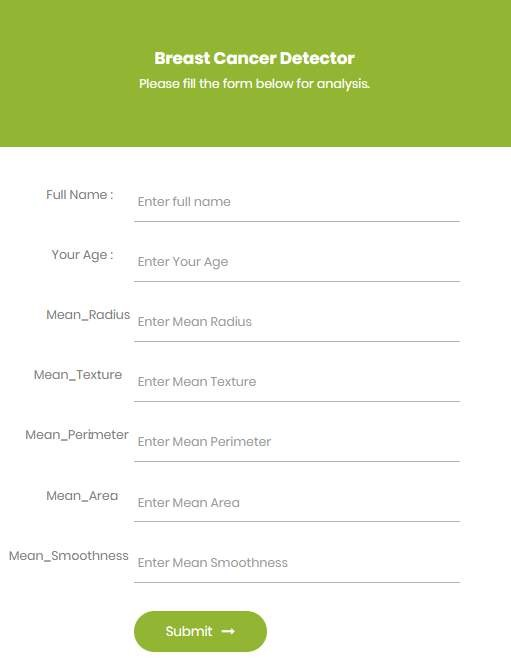 Breast Cancer Detector
Please fill the form below for analysis.
Full Name : Enter full name
Your Age : Enter Your Age
Mean_Radius Enter Mean Radius
Mean_Texture Enter Mean Texture
Mean_Perimeter Enter Mean Perimeter
Mean_Area Enter Mean Area
Mean_Smoothness Enter Mean Smoothness
Submit →